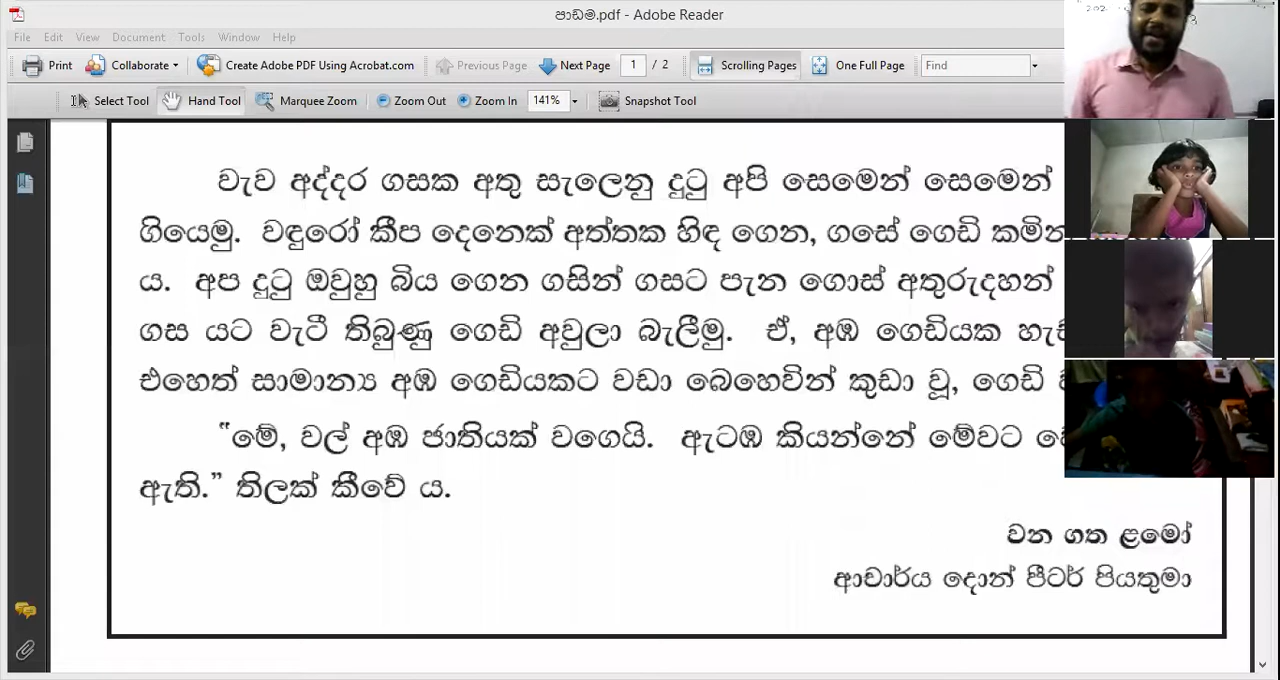 පාඩම.pdf - Adobe Reader
File Edit View Document Tools Window Help
Print Collaborate Create Adobe PDF Using Acrobat.com Previous Page Next Page 1 / 2 Scrolling Pages One Full Page Find
Select Tool Hand Tool Marquee Zoom Zoom Out Zoom In 141% Snapshot Tool
වැව අද්දර ගසක අතු සැලෙනු දුටු අපි සෙමෙන් සෙමෙන්
ගියෙමු. වඳුරෝ කීප දෙනෙක් අත්තක හිඳ ගෙන, ගසේ ගෙඩි
ය. අප දුටු ඔවුහු බිය ගෙන ගසින් ගසට පැන ගොස් අතුරුදහන්
ගස යට වැටී තිබුණු ගෙඩි අවුලා බැලීමු. ඒ, අඹ ගෙඩියක
එහෙත් සාමාන්‍ය අඹ ගෙඩියකට වඩා බෙහෙවින් කුඩා වූ, ගෙඩි
“මේ, වල් අඹ ජාතියක් වගෙයි. ඇටඹ කියන්නේ මේවට
ඇති.” තිලක් කීවේ ය.
වන ගත ළමෝ
ආචාර්ය දොන් පීටර් පියතුමා